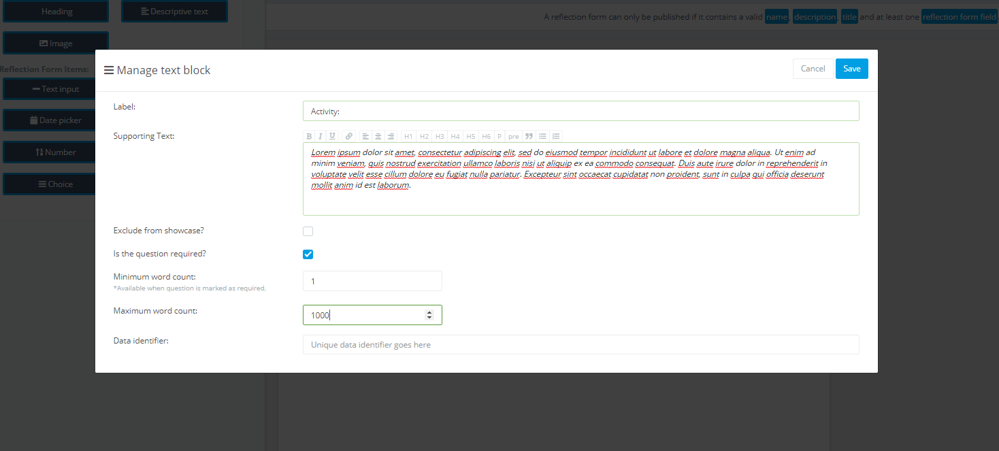 Heading
Descriptive text
A reflection form can only be published if it contains a valid name, description, title and at least one reflection form field
Image
Reflection Form Items:
Text input
Date picker
Number
Choice
Manage text block
Cancel
Save
Label:
Activity:
Supporting Text:
B I U H1 H2 H3 H4 H5 H6 P pre
Lorem ipsum dolor sit amet, consectetur adipiscing elit, sed do eiusmod tempor incididunt ut labore et dolore magna aliqua. Ut enim ad
minim veniam, quis nostrud exercitation ullamco laboris nisi ut aliquip ex ea commodo consequat. Duis aute irure dolor in reprehenderit in
voluptate velit esse cillum dolore eu fugiat nulla pariatur. Excepteur sint occaecat cupidatat non proident, sunt in culpa qui officia deserunt
mollit anim id est laborum.
Exclude from showcase?
Is the question required?
Minimum word count:
1
*Available when question is marked as required.
Maximum word count:
1000
Data identifier:
Unique data identifier goes here